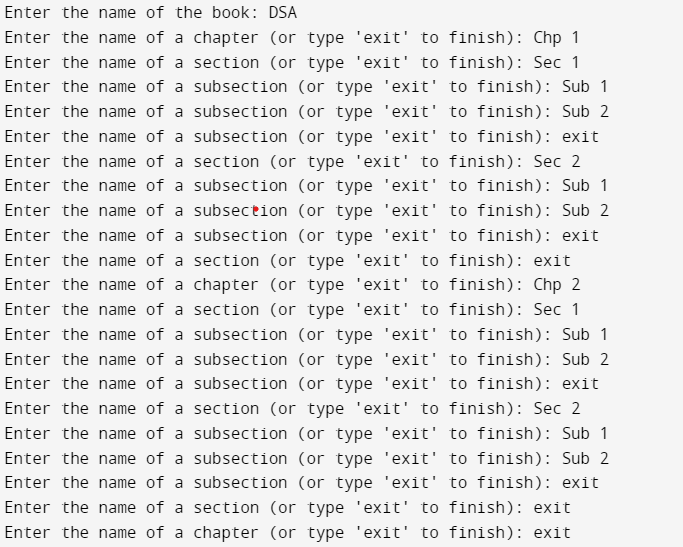 Enter the name of the book: DSA
Enter the name of a chapter (or type 'exit' to finish): Chp 1
Enter the name of a section (or type 'exit' to finish): Sec 1
Enter the name of a subsection (or type 'exit' to finish): Sub 1
Enter the name of a subsection (or type 'exit' to finish): Sub 2
Enter the name of a subsection (or type 'exit' to finish): exit
Enter the name of a section (or type 'exit' to finish): Sec 2
Enter the name of a subsection (or type 'exit' to finish): Sub 1
Enter the name of a subsection (or type 'exit' to finish): Sub 2
Enter the name of a subsection (or type 'exit' to finish): exit
Enter the name of a section (or type 'exit' to finish): exit
Enter the name of a chapter (or type 'exit' to finish): Chp 2
Enter the name of a section (or type 'exit' to finish): Sec 1
Enter the name of a subsection (or type 'exit' to finish): Sub 1
Enter the name of a subsection (or type 'exit' to finish): Sub 2
Enter the name of a subsection (or type 'exit' to finish): exit
Enter the name of a section (or type 'exit' to finish): Sec 2
Enter the name of a subsection (or type 'exit' to finish): Sub 1
Enter the name of a subsection (or type 'exit' to finish): Sub 2
Enter the name of a subsection (or type 'exit' to finish): exit
Enter the name of a section (or type 'exit' to finish): exit
Enter the name of a chapter (or type 'exit' to finish): exit